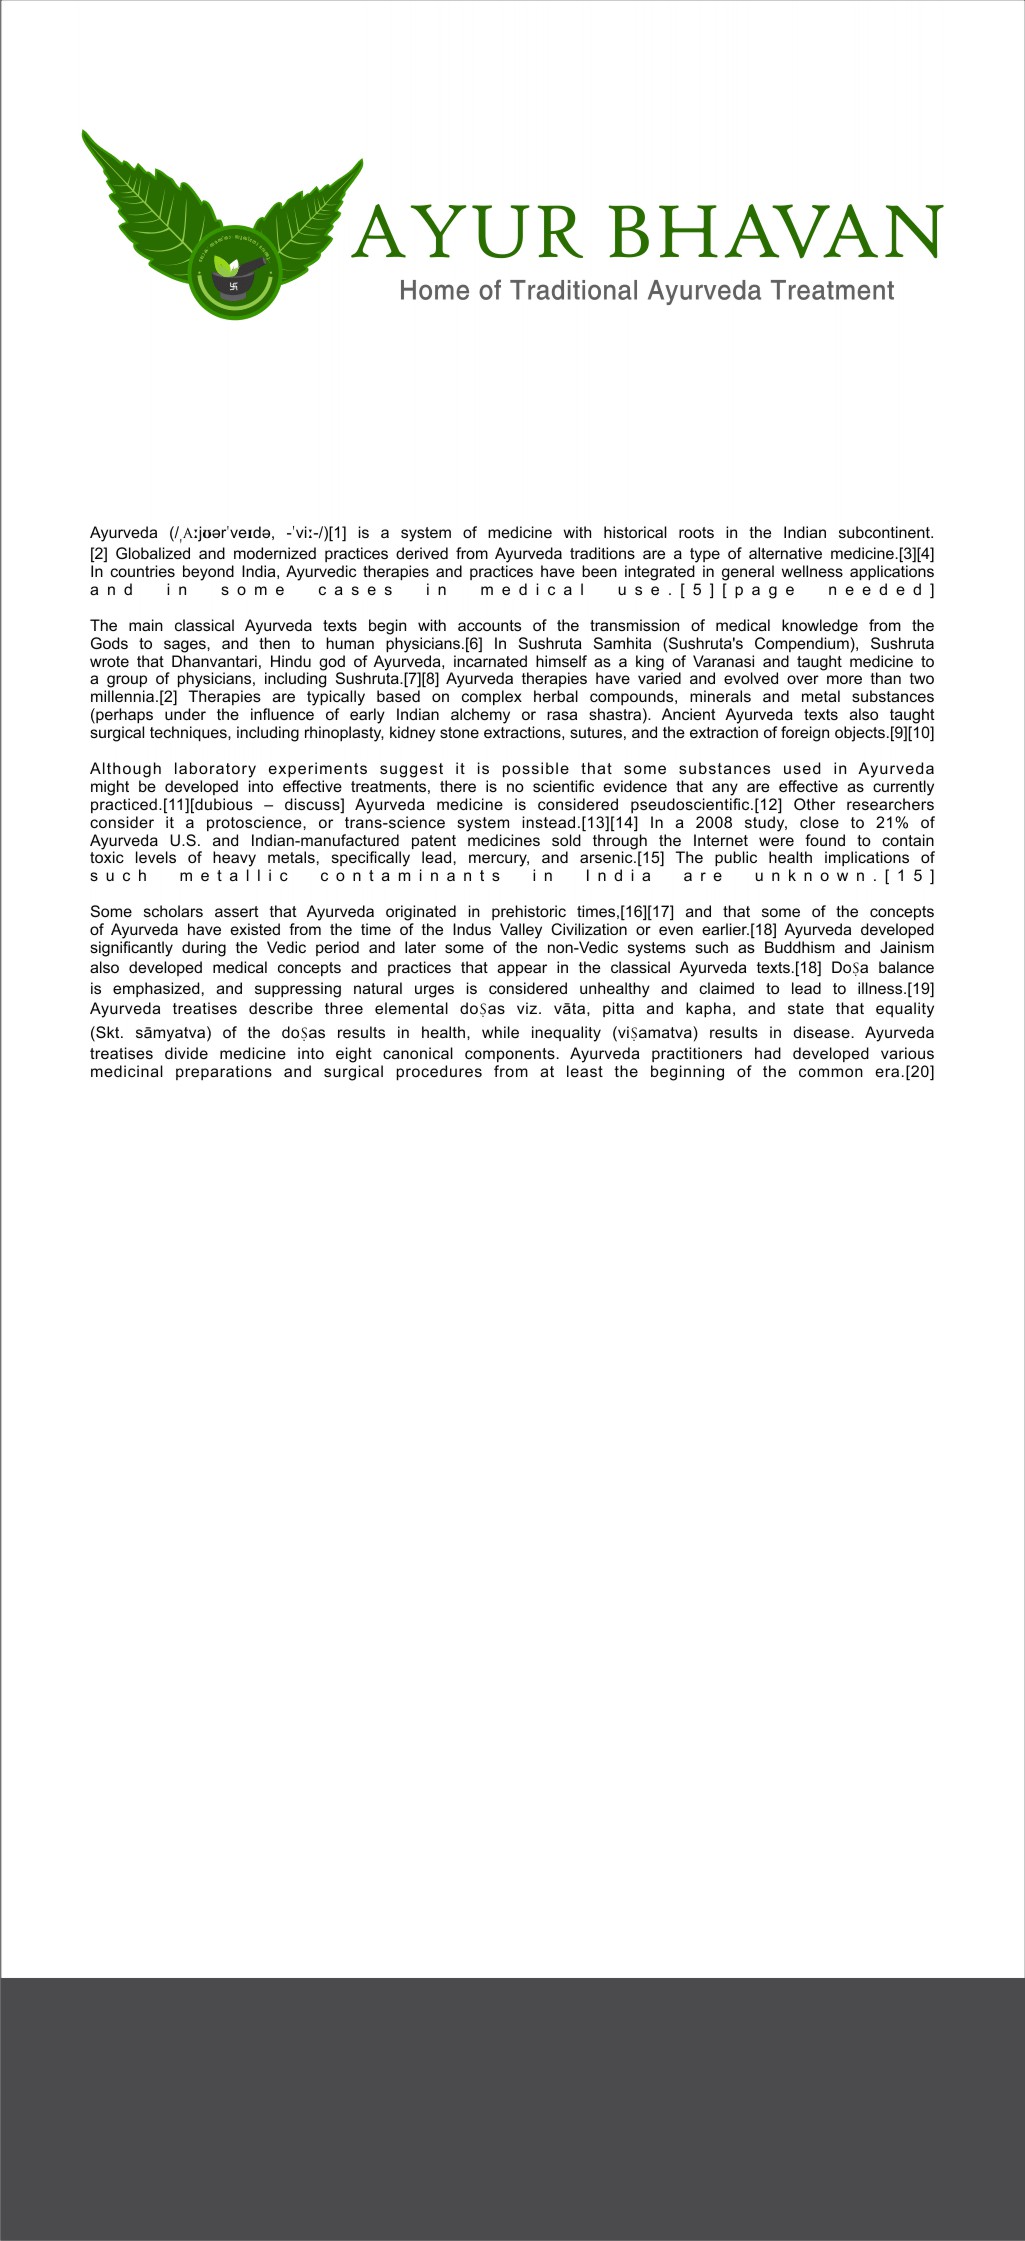 AYUR BHAVAN
Home of Traditional Ayurveda Treatment
Ayurveda (/ˌɑːjʊərˈveɪdə, -ˈviː-/)[1] is a system of medicine with historical roots in the Indian subcontinent.
[2] Globalized and modernized practices derived from Ayurveda traditions are a type of alternative medicine.[3][4]
In countries beyond India, Ayurvedic therapies and practices have been integrated in general wellness applications
and in some cases in medical use.[5][page needed]
The main classical Ayurveda texts begin with accounts of the transmission of medical knowledge from the
Gods to sages, and then to human physicians.[6] In Sushruta Samhita (Sushruta's Compendium), Sushruta
wrote that Dhanvantari, Hindu god of Ayurveda, incarnated himself as a king of Varanasi and taught medicine to
a group of physicians, including Sushruta.[7][8] Ayurveda therapies have varied and evolved over more than two
millennia.[2] Therapies are typically based on complex herbal compounds, minerals and metal substances
(perhaps under the influence of early Indian alchemy or rasa shastra). Ancient Ayurveda texts also taught
surgical techniques, including rhinoplasty, kidney stone extractions, sutures, and the extraction of foreign objects.[9][10]
Although laboratory experiments suggest it is possible that some substances used in Ayurveda
might be developed into effective treatments, there is no scientific evidence that any are effective as currently
practiced.[11][dubious – discuss] Ayurveda medicine is considered pseudoscientific.[12] Other researchers
consider it a protoscience, or trans-science system instead.[13][14] In a 2008 study, close to 21% of
Ayurveda U.S. and Indian-manufactured patent medicines sold through the Internet were found to contain
toxic levels of heavy metals, specifically lead, mercury, and arsenic.[15] The public health implications of
such metallic contaminants in India are unknown.[15]
Some scholars assert that Ayurveda originated in prehistoric times,[16][17] and that some of the concepts
of Ayurveda have existed from the time of the Indus Valley Civilization or even earlier.[18] Ayurveda developed
significantly during the Vedic period and later some of the non-Vedic systems such as Buddhism and Jainism
also developed medical concepts and practices that appear in the classical Ayurveda texts.[18] Doṣa balance
is emphasized, and suppressing natural urges is considered unhealthy and claimed to lead to illness.[19]
Ayurveda treatises describe three elemental doṣas viz. vāta, pitta and kapha, and state that equality
(Skt. sāmyatva) of the doṣas results in health, while inequality (viṣamatva) results in disease. Ayurveda
treatises divide medicine into eight canonical components. Ayurveda practitioners had developed various
medicinal preparations and surgical procedures from at least the beginning of the common era.[20]